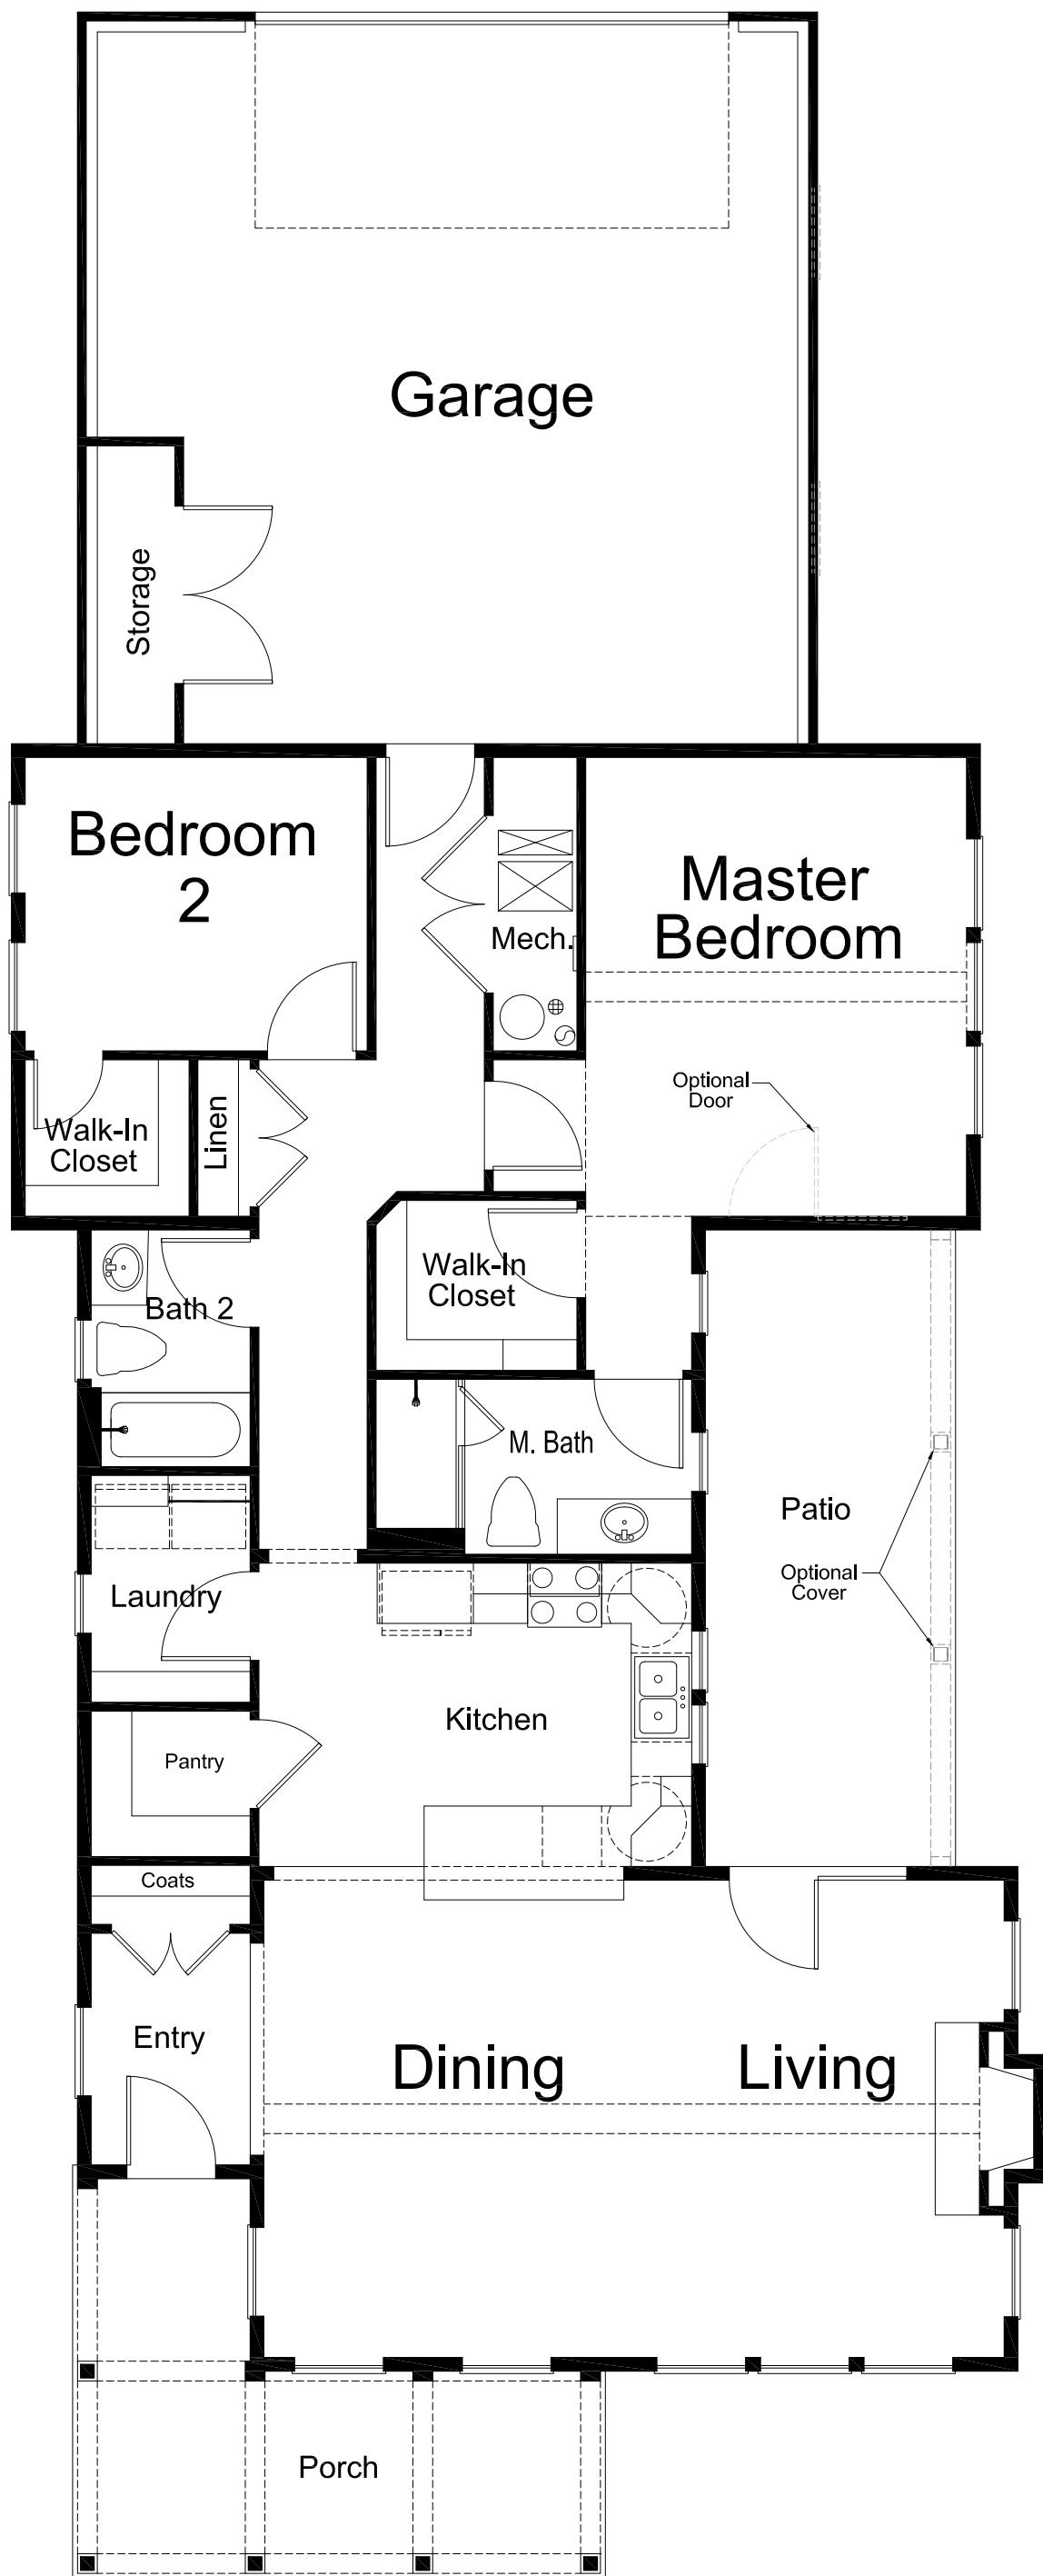 Garage
Storage
Bedroom
2
Master
Bedroom
Mech.
Optional
Door
Walk-In
Closet
Linen
Walk-In
Closet
Bath 2
M. Bath
Patio
Optional
Cover
Laundry
Kitchen
Pantry
Coats
Entry
Dining
Living
Porch